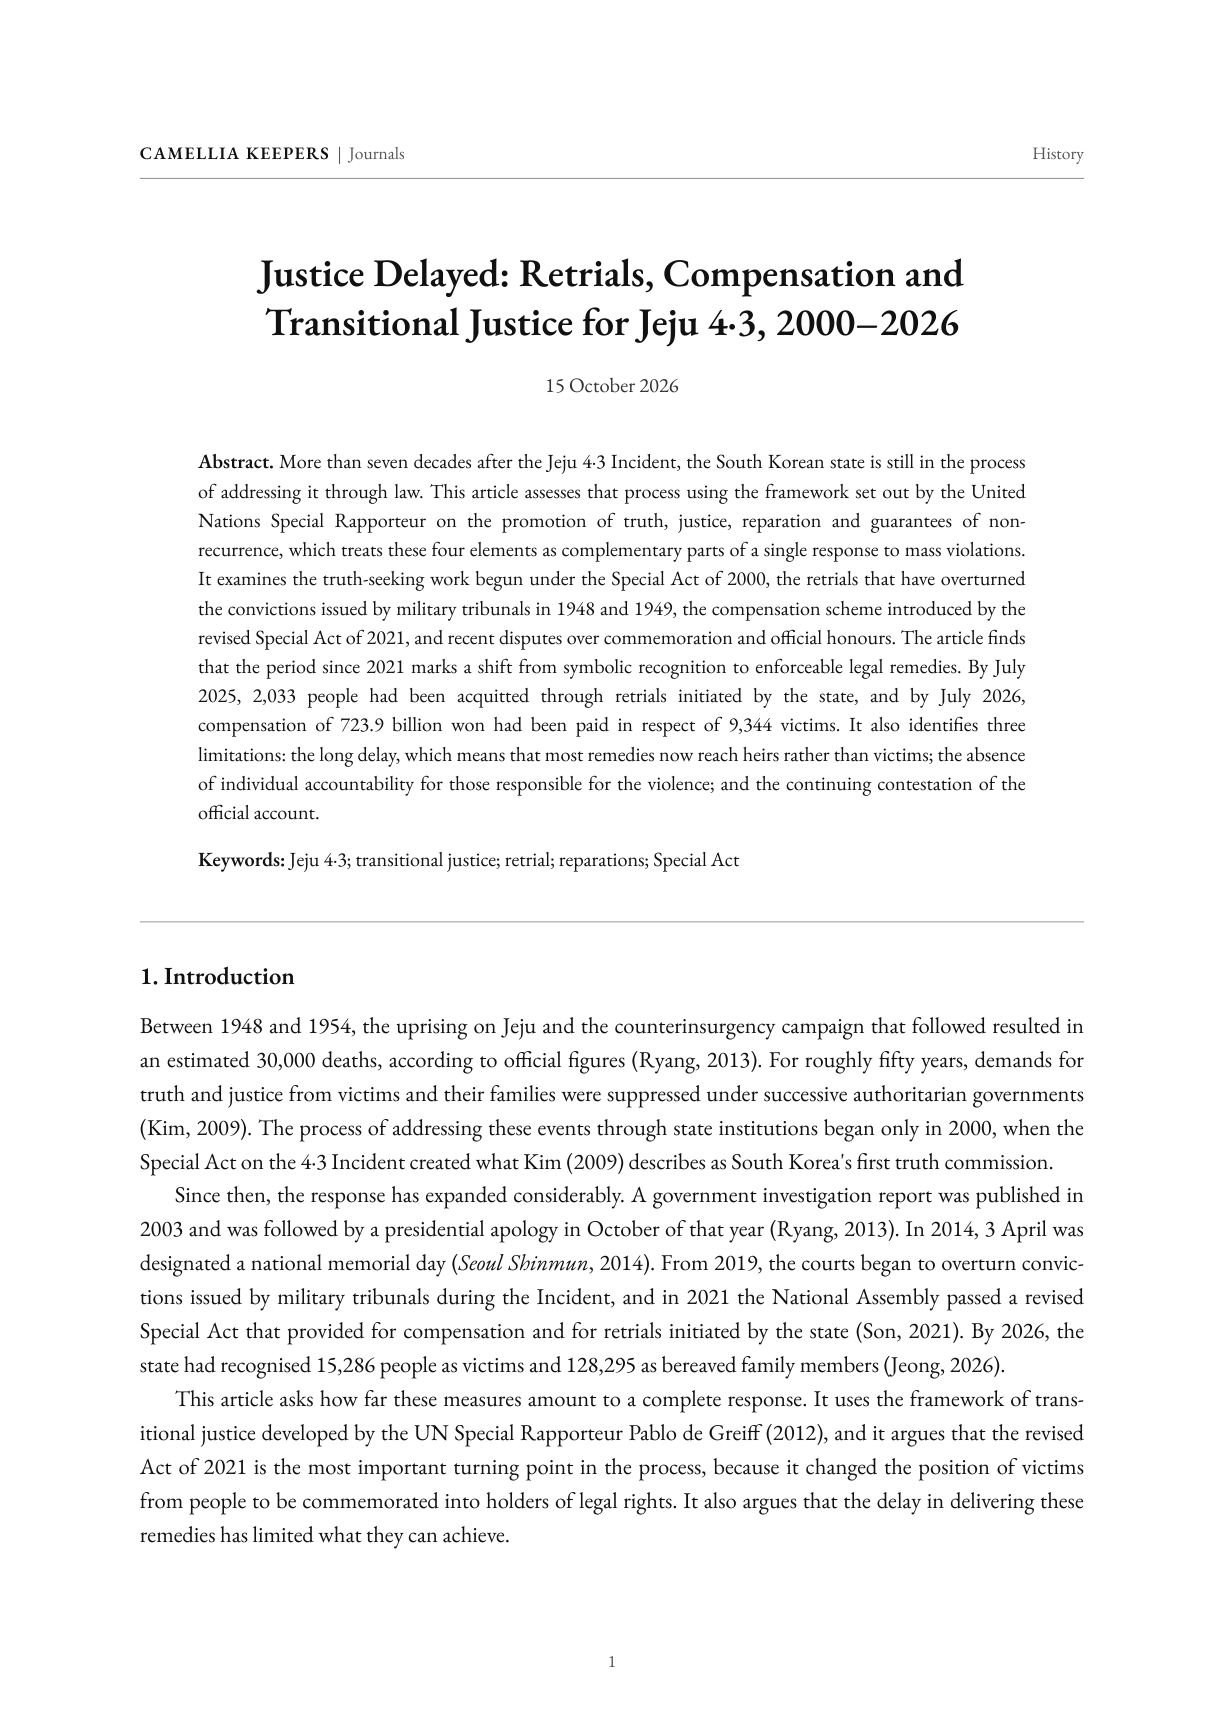 CAMELLIA KEEPERS | Journals
History
Justice Delayed: Retrials, Compensation and
Transitional Justice for Jeju 4·3, 2000–2026
15 October 2026
Abstract. More than seven decades after the Jeju 4·3 Incident, the South Korean state is still in the process
of addressing it through law. This article assesses that process using the framework set out by the United
Nations Special Rapporteur on the promotion of truth, justice, reparation and guarantees of non-
recurrence, which treats these four elements as complementary parts of a single response to mass violations.
It examines the truth-seeking work begun under the Special Act of 2000, the retrials that have overturned
the convictions issued by military tribunals in 1948 and 1949, the compensation scheme introduced by the
revised Special Act of 2021, and recent disputes over commemoration and official honours. The article finds
that the period since 2021 marks a shift from symbolic recognition to enforceable legal remedies. By July
2025, 2,033 people had been acquitted through retrials initiated by the state, and by July 2026,
compensation of 723.9 billion won had been paid in respect of 9,344 victims. It also identifies three
limitations: the long delay, which means that most remedies now reach heirs rather than victims; the absence
of individual accountability for those responsible for the violence; and the continuing contestation of the
official account.
Keywords: Jeju 4·3; transitional justice; retrial; reparations; Special Act
1. Introduction
Between 1948 and 1954, the uprising on Jeju and the counterinsurgency campaign that followed resulted in
an estimated 30,000 deaths, according to official figures (Ryang, 2013). For roughly fifty years, demands for
truth and justice from victims and their families were suppressed under successive authoritarian governments
(Kim, 2009). The process of addressing these events through state institutions began only in 2000, when the
Special Act on the 4·3 Incident created what Kim (2009) describes as South Korea's first truth commission.
Since then, the response has expanded considerably. A government investigation report was published in
2003 and was followed by a presidential apology in October of that year (Ryang, 2013). In 2014, 3 April was
designated a national memorial day (Seoul Shinmun, 2014). From 2019, the courts began to overturn convic-
tions issued by military tribunals during the Incident, and in 2021 the National Assembly passed a revised
Special Act that provided for compensation and for retrials initiated by the state (Son, 2021). By 2026, the
state had recognised 15,286 people as victims and 128,295 as bereaved family members (Jeong, 2026).
This article asks how far these measures amount to a complete response. It uses the framework of trans-
itional justice developed by the UN Special Rapporteur Pablo de Greiff (2012), and it argues that the revised
Act of 2021 is the most important turning point in the process, because it changed the position of victims
from people to be commemorated into holders of legal rights. It also argues that the delay in delivering these
remedies has limited what they can achieve.
1